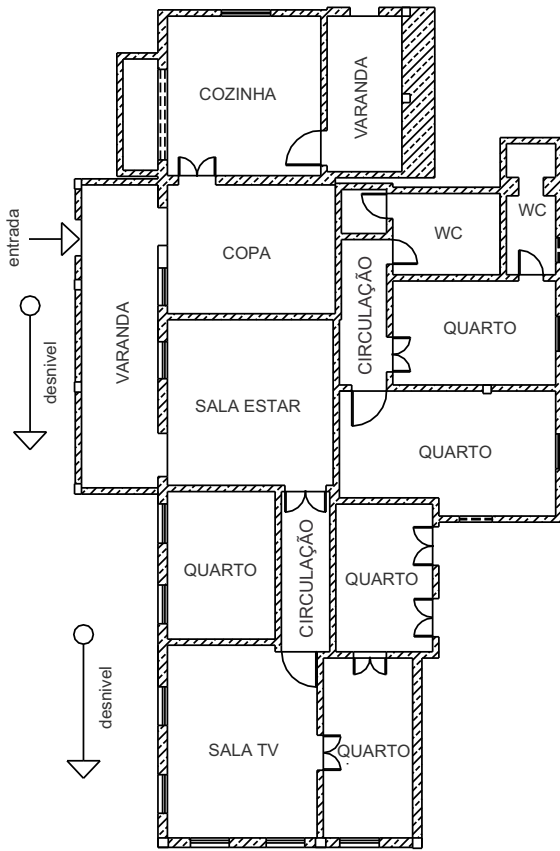 COZINHA
VARANDA
WC
WC
entrada
COPA
CIRCULAÇÃO
QUARTO
VARANDA
desnivel
SALA ESTAR
QUARTO
QUARTO
CIRCULAÇÃO
QUARTO
desnivel
SALA TV
QUARTO